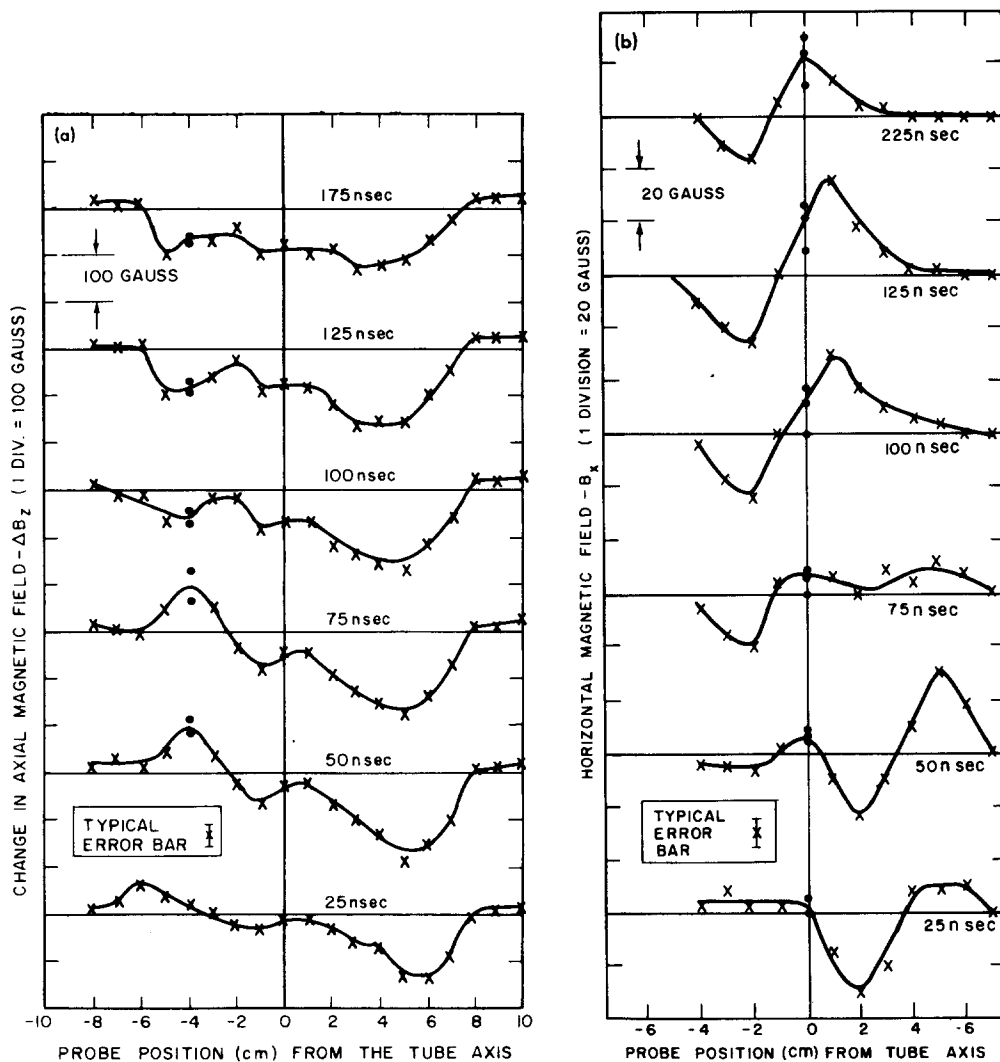 (a)
CHANGE IN AXIAL MAGNETIC FIELD - ΔBz (1 DIV. = 100 GAUSS)
175 nsec
100 GAUSS
125 nsec
100 nsec
75 nsec
50 nsec
TYPICAL
ERROR BAR
25 nsec
-10 -8 -6 -4 -2 0 2 4 6 8 10
PROBE POSITION (cm) FROM THE TUBE AXIS
(b)
HORIZONTAL MAGNETIC FIELD - Bx (1 DIVISION = 20 GAUSS)
225 n sec
20 GAUSS
125 n sec
100 n sec
75 n sec
50 n sec
TYPICAL
ERROR
BAR
25 n sec
-6 -4 -2 0 2 4 -6
PROBE POSITION (cm) FROM TUBE AXIS